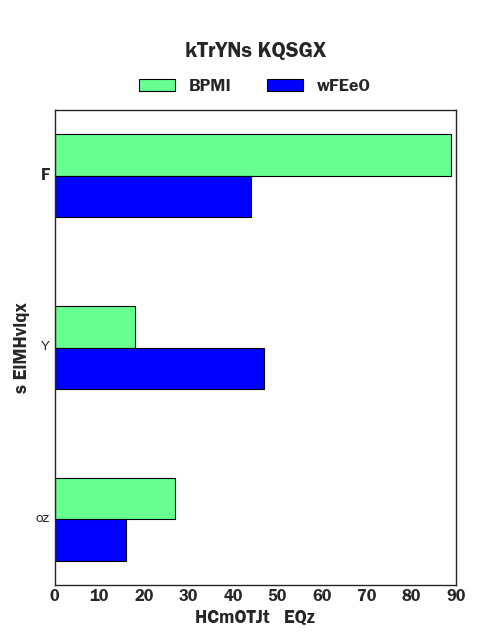 kTrYNs KQSGX
BPMI wFEeO
F
Y
oz
s EIMHvlqx
0 10 20 30 40 50 60 70 80 90
HCmOTJt EQz